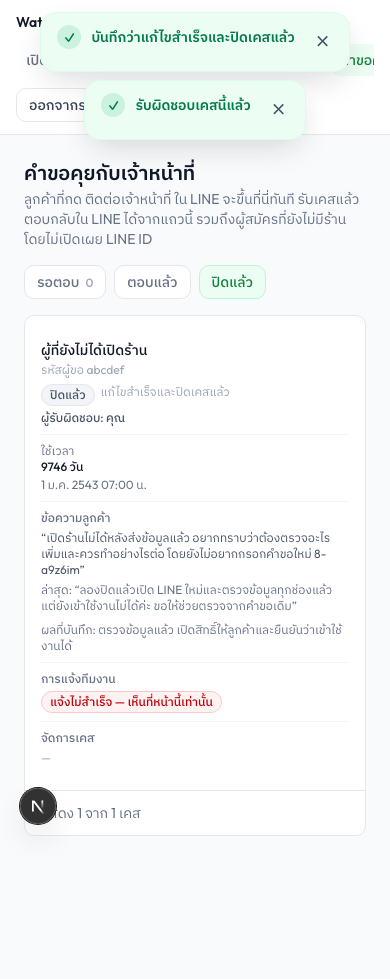 Wat
บันทึกว่าแก้ไขสำเร็จและปิดเคสแล้ว
เปิ
รับผิดชอบเคสนี้แล้ว
ออกจาก
คำขอคุยกับเจ้าหน้าที่
ลูกค้าที่กด ติดต่อเจ้าหน้าที่ ใน LINE จะขึ้นที่นี่ทันที รับเคสแล้ว
ตอบกลับใน LINE ได้จากแถวนี้ รวมถึงผู้สมัครที่ยังไม่มีร้าน
โดยไม่เปิดเผย LINE ID
รอตอบ 0
ตอบแล้ว
ปิดแล้ว
ผู้ที่ยังไม่ได้เปิดร้าน
รหัสผู้ขอ abcdef
ปิดแล้ว แก้ไขสำเร็จและปิดเคสแล้ว
ผู้รับผิดชอบ: คุณ
ใช้เวลา
9746 วัน
1 ม.ค. 2543 07:00 น.
ข้อความลูกค้า
“เปิดร้านไม่ได้หลังส่งข้อมูลแล้ว อยากทราบว่าต้องตรวจอะไร
เพิ่มและควรทำอย่างไรต่อ โดยยังไม่อยากกรอกคำขอใหม่ 8-
a9z6im”
ล่าสุด: “ลองปิดแล้วเปิด LINE ใหม่และตรวจข้อมูลทุกช่องแล้ว
แต่ยังเข้าใช้งานไม่ได้ค่ะ ขอให้ช่วยตรวจจากคำขอเดิม”
ผลที่บันทึก: ตรวจข้อมูลแล้ว เปิดสิทธิ์ให้ลูกค้าและยืนยันว่าเข้าใช้
งานได้
การแจ้งทีมงาน
แจ้งไม่สำเร็จ — เห็นที่หน้านี้เท่านั้น
จัดการเคส
—
N
ดง 1 จาก 1 เคส